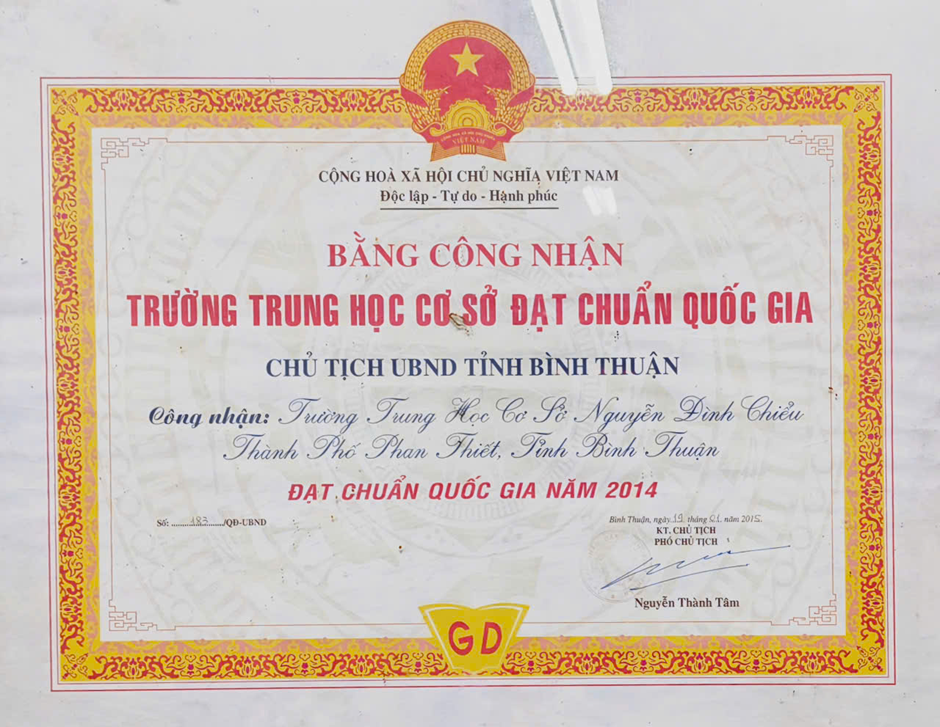 VIỆT NAM
CỘNG HOÀ XÃ HỘI CHỦ NGHĨA VIỆT NAM
Độc lập - Tự do - Hành phúc
BẰNG CÔNG NHẬN
TRƯỜNG TRUNG HỌC CƠ SỞ ĐẠT CHUẨN QUỐC GIA
CHỦ TỊCH UBND TỈNH BÌNH THUẬN
Công nhận: Trường Trung Học Cơ Sở Nguyễn Đình Chiểu
Thành Phố Phan Thiết, Tỉnh Bình Thuận
ĐẠT CHUẨN QUỐC GIA NĂM 2014
Số: .......183......./QĐ-UBND
Bình Thuận, ngày 19 tháng 01 năm 2015
KT. CHỦ TỊCH
PHÓ CHỦ TỊCH
Nguyễn Thành Tâm
GD